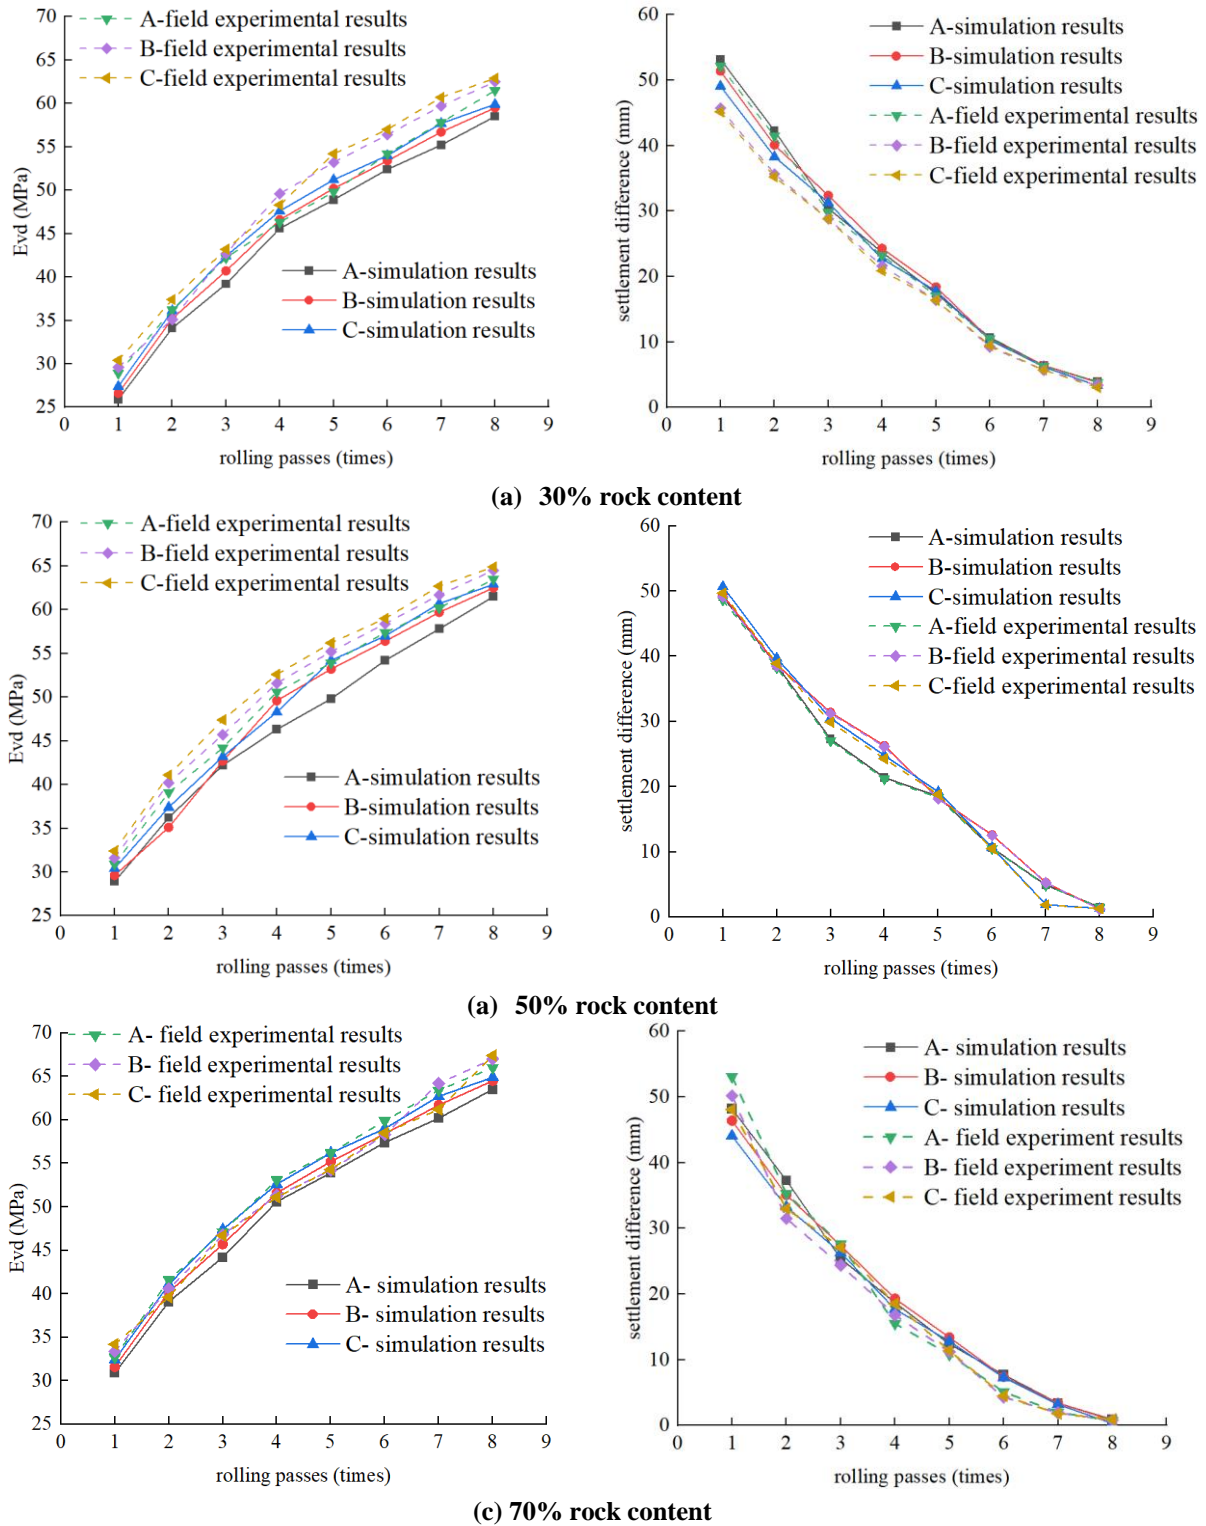 70
65
60
55
50
45
40
35
30
25
Evd (MPa)
A-field experimental results
B-field experimental results
C-field experimental results
A-simulation results
B-simulation results
C-simulation results
0 1 2 3 4 5 6 7 8 9
rolling passes (times)
60
50
40
30
20
10
0
settlement difference (mm)
A-simulation results
B-simulation results
C-simulation results
A-field experimental results
B-field experimental results
C-field experimental results
0 1 2 3 4 5 6 7 8 9
rolling passes (times)
(a) 30% rock content
70
65
60
55
50
45
40
35
30
25
Evd (MPa)
A-field experimental results
B-field experimental results
C-field experimental results
A-simulation results
B-simulation results
C-simulation results
0 1 2 3 4 5 6 7 8 9
rolling passes (times)
60
50
40
30
20
10
0
settlement difference (mm)
A-simulation results
B-simulation results
C-simulation results
A-field experimental results
B-field experimental results
C-field experimental results
0 1 2 3 4 5 6 7 8 9
rolling passes (times)
(a) 50% rock content
70
65
60
55
50
45
40
35
30
25
Evd (MPa)
A- field experimental results
B- field experimental results
C- field experimental results
A- simulation results
B- simulation results
C- simulation results
0 1 2 3 4 5 6 7 8 9
rolling passes (times)
60
50
40
30
20
10
0
settlement difference (mm)
A- simulation results
B- simulation results
C- simulation results
A- field experiment results
B- field experiment results
C- field experiment results
0 1 2 3 4 5 6 7 8 9
rolling passes (times)
(c) 70% rock content